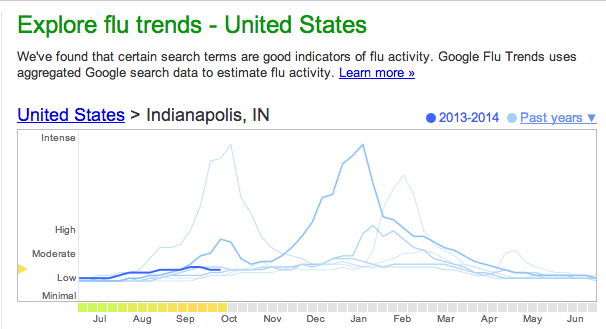 Explore flu trends - United States
We've found that certain search terms are good indicators of flu activity. Google Flu Trends uses
aggregated Google search data to estimate flu activity. Learn more »
United States > Indianapolis, IN
2013-2014 Past years ▼
Intense
High
Moderate
Low
Minimal
Jul Aug Sep Oct Nov Dec Jan Feb Mar Apr May Jun